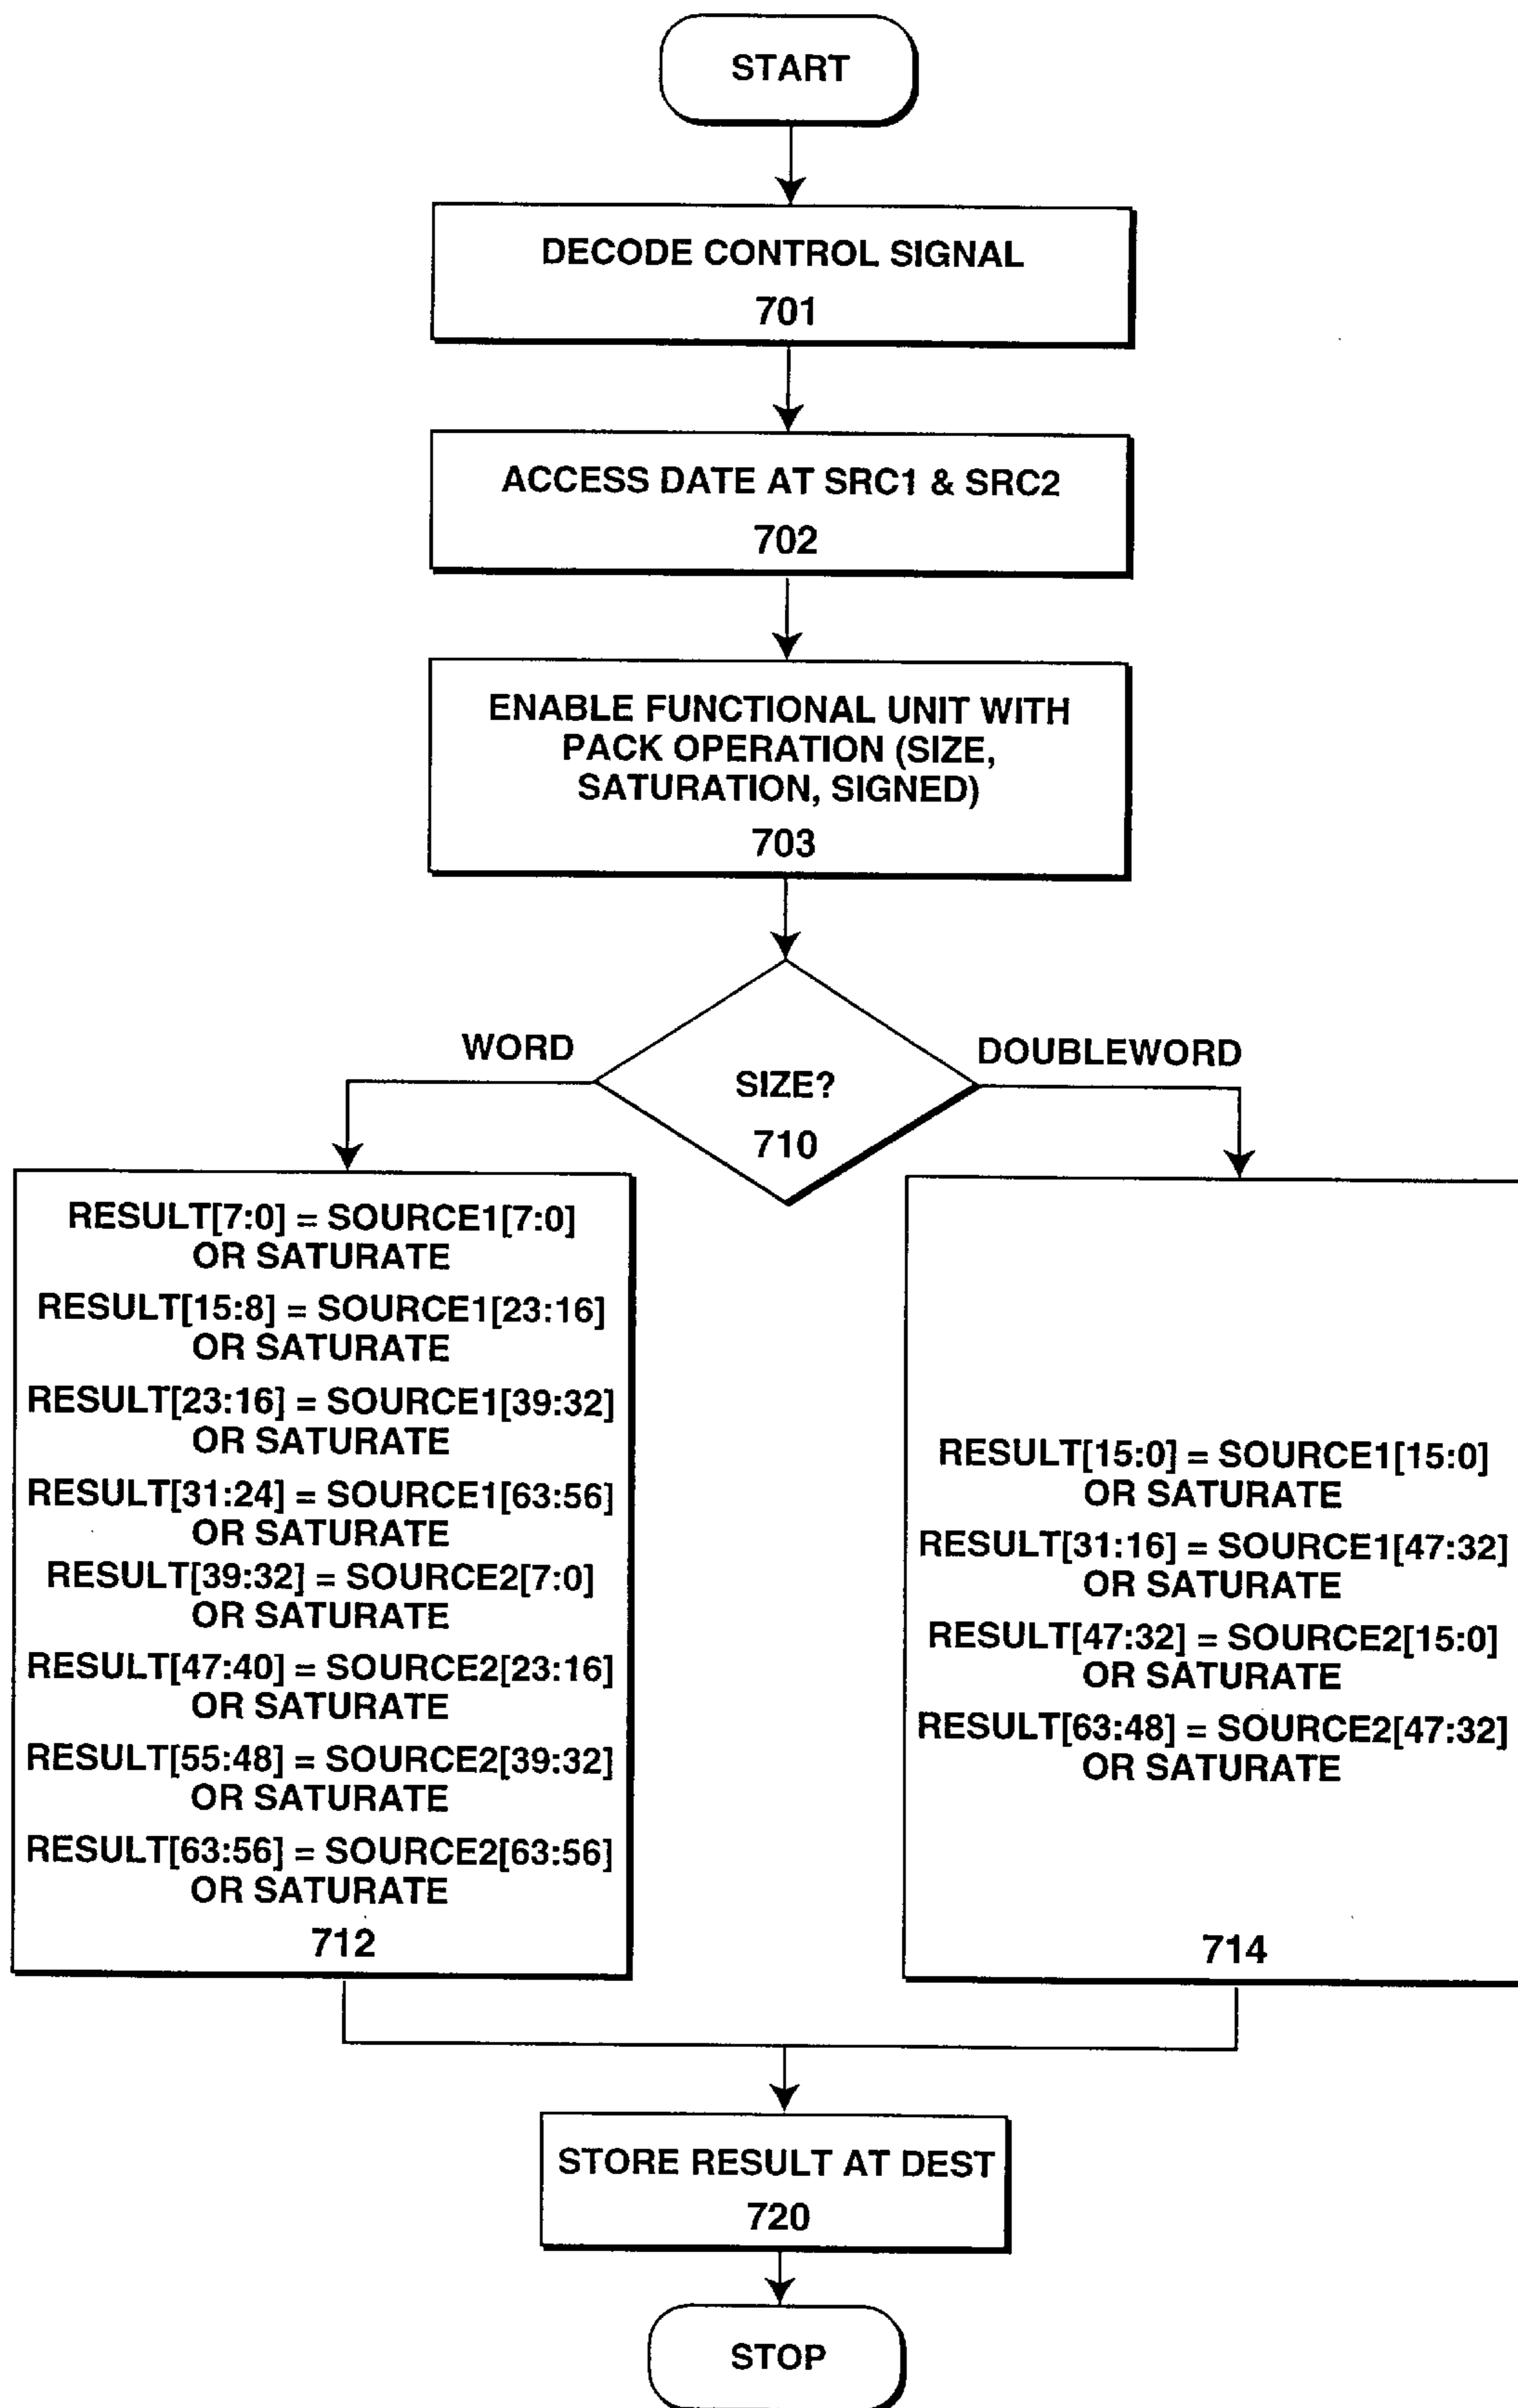 START
DECODE CONTROL SIGNAL
701
ACCESS DATE AT SRC1 & SRC2
702
ENABLE FUNCTIONAL UNIT WITH
PACK OPERATION (SIZE,
SATURATION, SIGNED)
703
WORD
DOUBLEWORD
SIZE?
710
RESULT[7:0] = SOURCE1[7:0]
OR SATURATE
RESULT[15:8] = SOURCE1[23:16]
OR SATURATE
RESULT[23:16] = SOURCE1[39:32]
OR SATURATE
RESULT[31:24] = SOURCE1[63:56]
OR SATURATE
RESULT[39:32] = SOURCE2[7:0]
OR SATURATE
RESULT[47:40] = SOURCE2[23:16]
OR SATURATE
RESULT[55:48] = SOURCE2[39:32]
OR SATURATE
RESULT[63:56] = SOURCE2[63:56]
OR SATURATE
712
RESULT[15:0] = SOURCE1[15:0]
OR SATURATE
RESULT[31:16] = SOURCE1[47:32]
OR SATURATE
RESULT[47:32] = SOURCE2[15:0]
OR SATURATE
RESULT[63:48] = SOURCE2[47:32]
OR SATURATE
714
STORE RESULT AT DEST
720
STOP